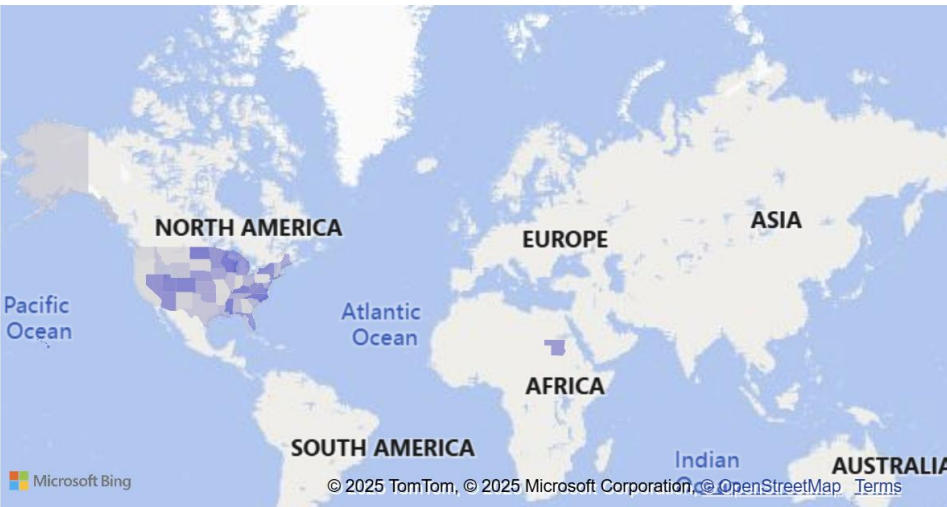 NORTH AMERICA
EUROPE
ASIA
Pacific
Ocean
Atlantic
Ocean
AFRICA
SOUTH AMERICA
Indian
Ocean
AUSTRALIA
Microsoft Bing
© 2025 TomTom, © 2025 Microsoft Corporation, © OpenStreetMap Terms